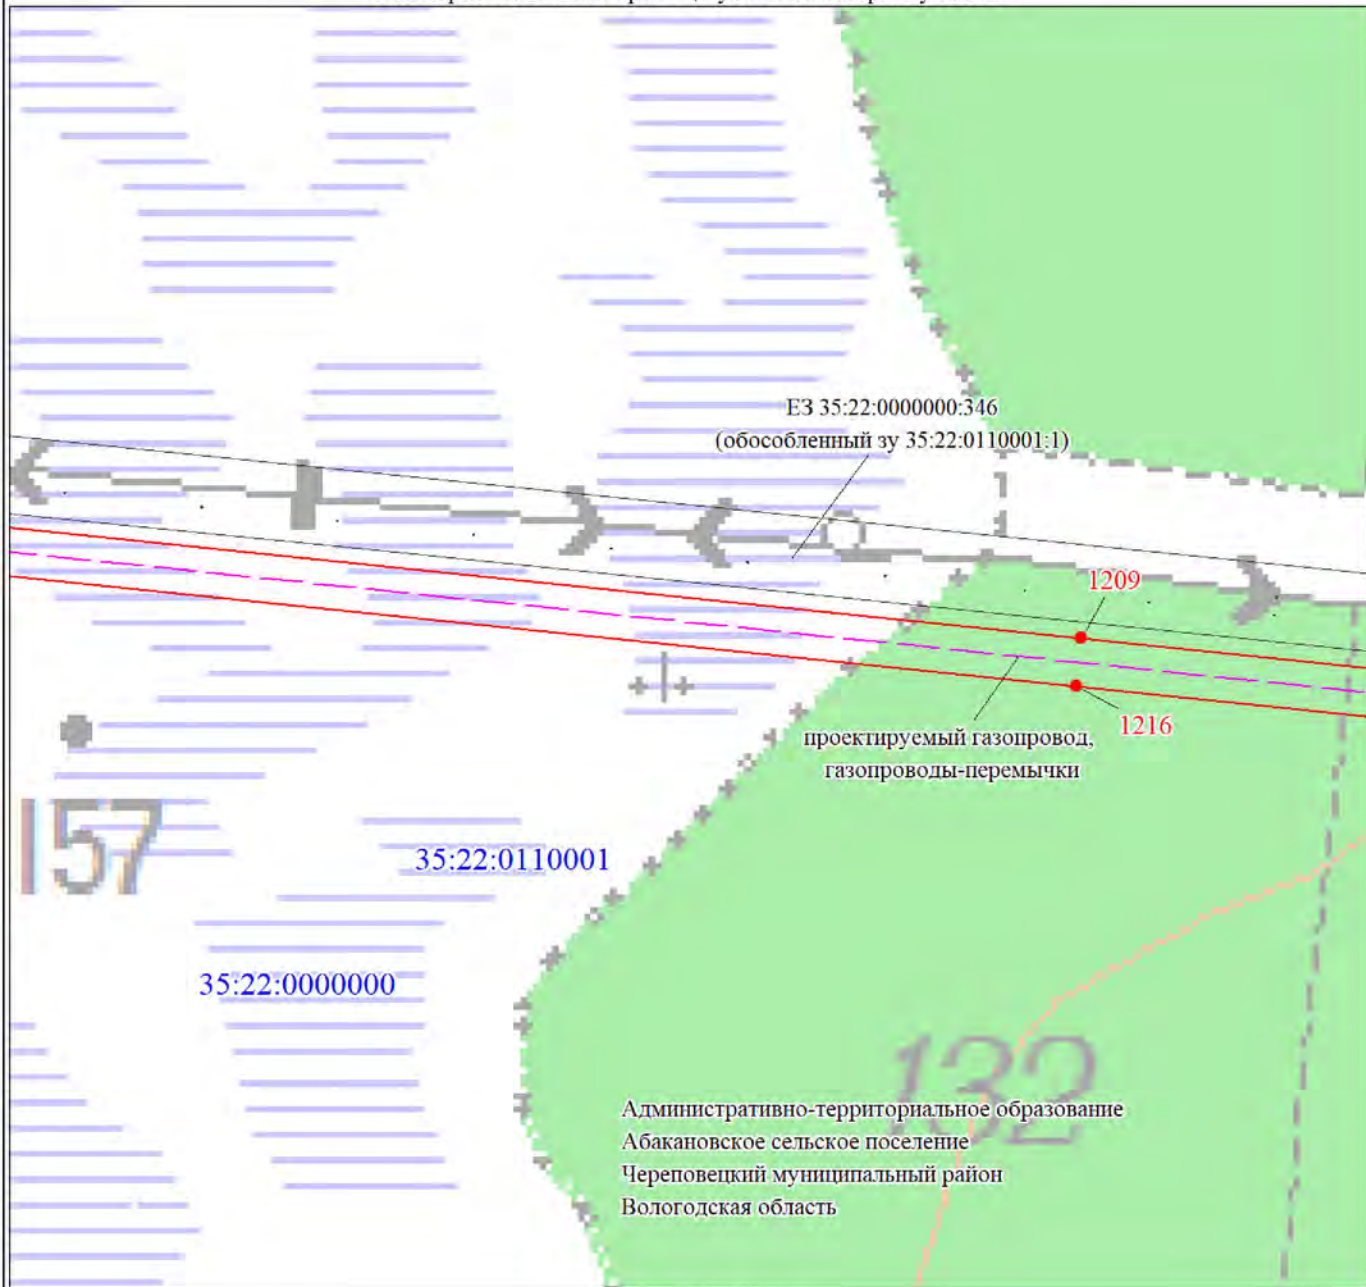 ЕЗ 35:22:0000000:346
(обособленный зу 35:22:0110001:1)
1209
1216
проектируемый газопровод,
газопроводы-перемычки
157
35:22:0110001
35:22:0000000
132
Административно-территориальное образование
Абакановское сельское поселение
Череповецкий муниципальный район
Вологодская область